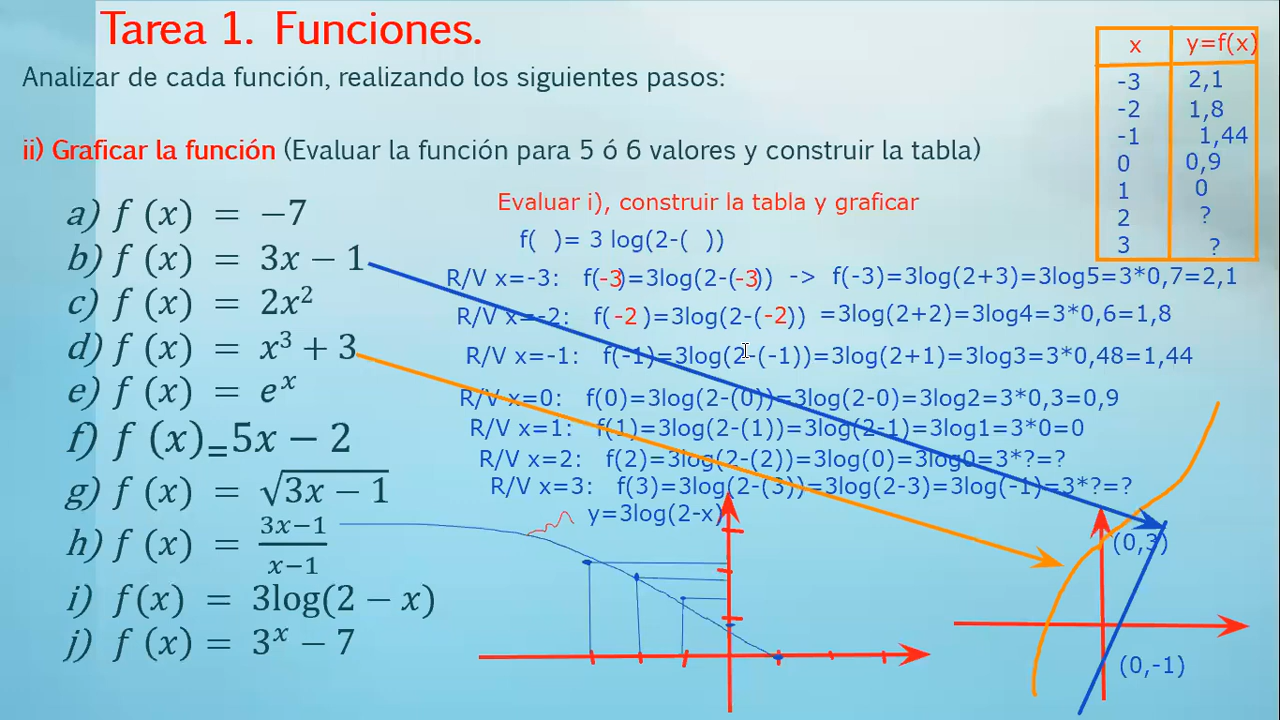 Tarea 1. Funciones.
Analizar de cada función, realizando los siguientes pasos:
ii) Graficar la función (Evaluar la función para 5 ó 6 valores y construir la tabla)
a) f (x) = −7
b) f (x) = 3x − 1
c) f (x) = 2x²
d) f (x) = x³ + 3
e) f (x) = eˣ
f) f (x)=5x − 2
g) f (x) = √3x − 1
h) f (x) = 3x−1/x−1
i) f(x) = 3log(2 − x)
j) f (x) = 3ˣ − 7
Evaluar i), construir la tabla y graficar
f( )= 3 log(2-( ))
R/V x=-3: f(-3)=3log(2-(-3)) -> f(-3)=3log(2+3)=3log5=3*0,7=2,1
R/V x=-2: f(-2 )=3log(2-(-2)) =3log(2+2)=3log4=3*0,6=1,8
R/V x=-1: f(-1)=3log(2-(-1))=3log(2+1)=3log3=3*0,48=1,44
R/V x=0: f(0)=3log(2-(0))=3log(2-0)=3log2=3*0,3=0,9
R/V x=1: f(1)=3log(2-(1))=3log(2-1)=3log1=3*0=0
R/V x=2: f(2)=3log(2-(2))=3log(0)=3log0=3*?=?
R/V x=3: f(3)=3log(2-(3))=3log(2-3)=3log(-1)=3*?=?
y=3log(2-x)
x y=f(x)
-3 2,1
-2 1,8
-1 1,44
0 0,9
1 0
2 ?
3 ?
(0,3)
(0,-1)